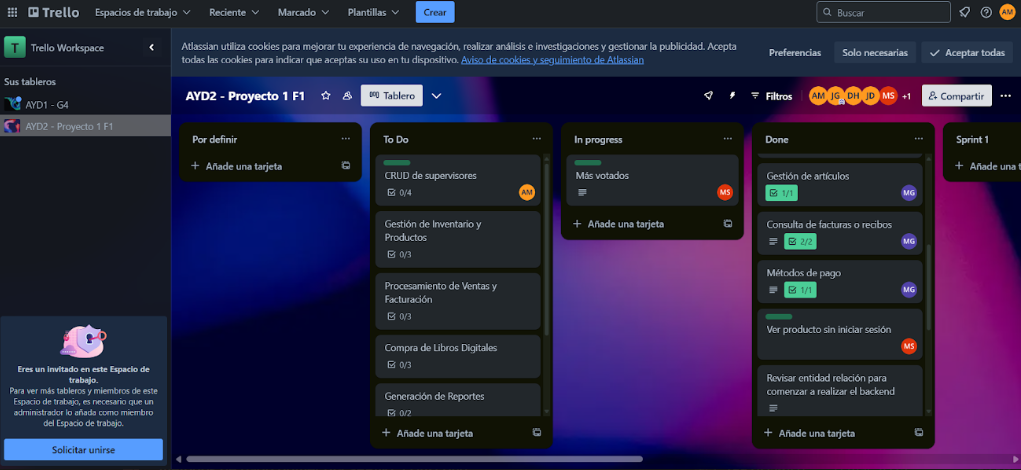 Trello
Espacios de trabajo
Reciente
Marcado
Plantillas
Crear
Buscar
AM
T
Trello Workspace
Sus tableros
AYD1 - G4
AYD2 - Proyecto 1 F1
Eres un invitado en este Espacio de
trabajo.
Para ver más tableros y miembros de este
Espacio de trabajo, es necesario que un
administrador lo añada como miembro
del Espacio de trabajo.
Solicitar unirse
Atlassian utiliza cookies para mejorar tu experiencia de navegación, realizar análisis e investigaciones y gestionar la publicidad. Acepta
todas las cookies para indicar que aceptas su uso en tu dispositivo. Aviso de cookies y seguimiento de Atlassian
Preferencias
Solo necesarias
Aceptar todas
AYD2 - Proyecto 1 F1
Tablero
Filtros
AM
JG
DH
JD
MS
+1
Compartir
Por definir
Añade una tarjeta
To Do
CRUD de supervisores
0/4
AM
Gestión de Inventario y
Productos
0/3
Procesamiento de Ventas y
Facturación
0/3
Compra de Libros Digitales
0/3
Generación de Reportes
0/2
Añade una tarjeta
In progress
Más votados
MS
Añade una tarjeta
Done
Gestión de artículos
1/1
MG
Consulta de facturas o recibos
2/2
MG
Métodos de pago
1/1
MG
Ver producto sin iniciar sesión
MS
Revisar entidad relación para
comenzar a realizar el backend
Añade una tarjeta
Sprint 1
Añade una t